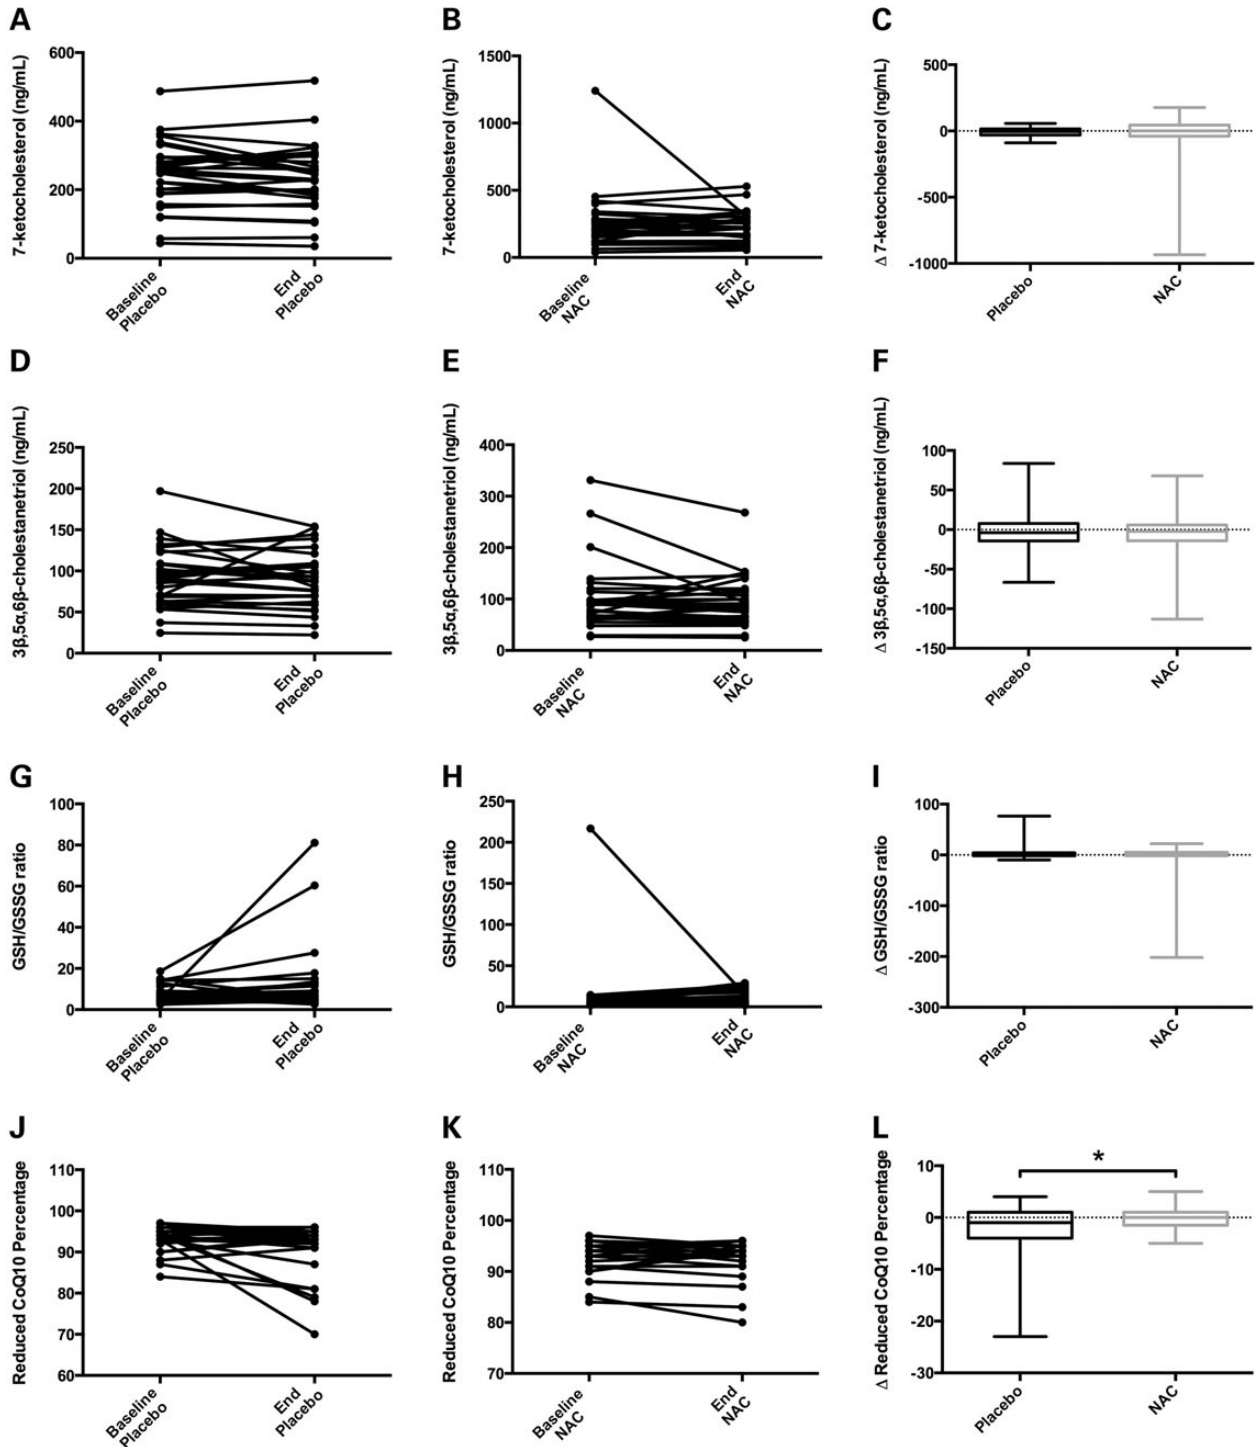 A
B
C
7-ketocholesterol (ng/mL)
600
400
200
0
Baseline
Placebo
End
Placebo
7-ketocholesterol (ng/mL)
1500
1000
500
0
Baseline
NAC
End
NAC
Δ 7-ketocholesterol (ng/mL)
500
0
-500
-1000
Placebo
NAC
D
E
F
3β,5α,6β-cholestanetriol (ng/mL)
250
200
150
100
50
0
Baseline
Placebo
End
Placebo
3β,5α,6β-cholestanetriol (ng/mL)
400
300
200
100
0
Baseline
NAC
End
NAC
Δ 3β,5α,6β-cholestanetriol (ng/mL)
100
50
0
-50
-100
-150
Placebo
NAC
G
H
I
GSH/GSSG ratio
100
80
60
40
20
0
Baseline
Placebo
End
Placebo
GSH/GSSG ratio
250
200
150
100
50
0
Baseline
NAC
End
NAC
Δ GSH/GSSG ratio
100
0
-100
-200
-300
Placebo
NAC
J
K
L
Reduced CoQ10 Percentage
110
100
90
80
70
60
Baseline
Placebo
End
Placebo
Reduced CoQ10 Percentage
110
100
90
80
70
Baseline
NAC
End
NAC
Δ Reduced CoQ10 Percentage
10
0
-10
-20
-30
*
Placebo
NAC